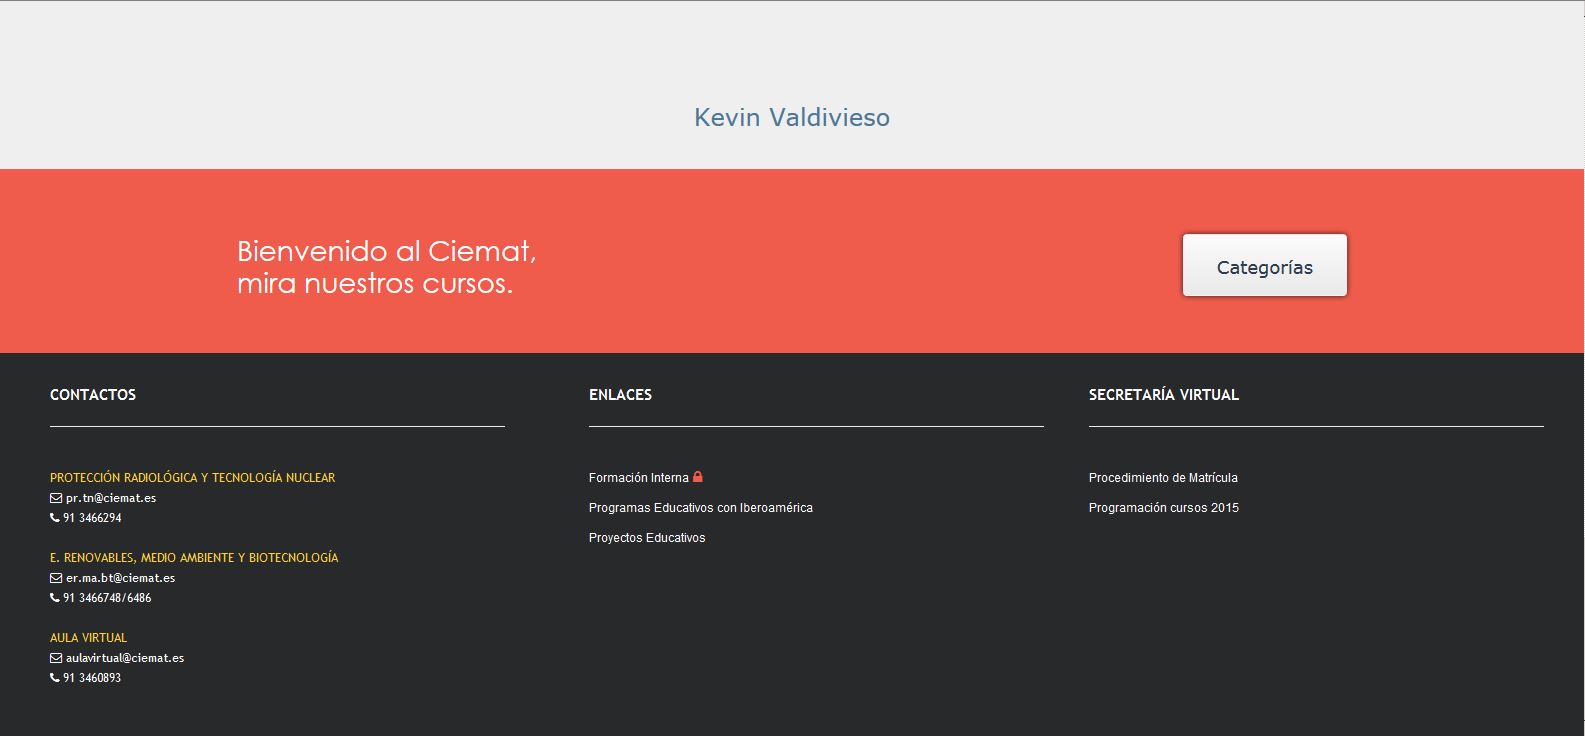 Kevin Valdivieso
Bienvenido al Ciemat,
mira nuestros cursos.
Categorías
CONTACTOS
PROTECCIÓN RADIOLÓGICA Y TECNOLOGÍA NUCLEAR
pr.tn@ciemat.es
91 3466294
E. RENOVABLES, MEDIO AMBIENTE Y BIOTECNOLOGÍA
er.ma.bt@ciemat.es
91 3466748/6486
AULA VIRTUAL
aulavirtual@ciemat.es
91 3460893
ENLACES
Formación Interna
Programas Educativos con Iberoamérica
Proyectos Educativos
SECRETARÍA VIRTUAL
Procedimiento de Matrícula
Programación cursos 2015